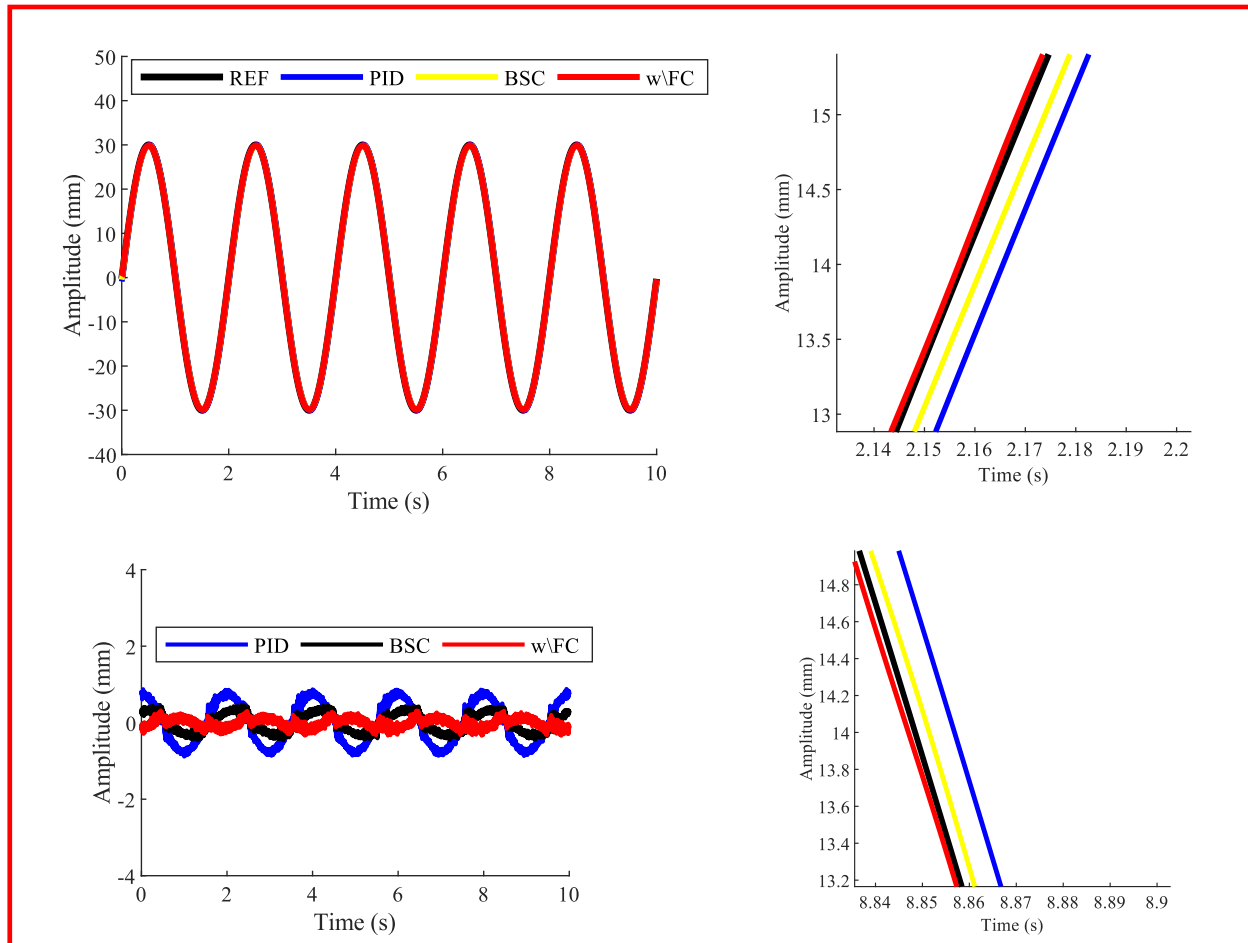 50
40
30
20
10
0
-10
-20
-30
-40
REF PID BSC w\FC
0 2 4 6 8 10
Time (s)
Amplitude (mm)
15
14.5
14
13.5
13
2.14 2.15 2.16 2.17 2.18 2.19 2.2
Time (s)
Amplitude (mm)
4
2
0
-2
-4
PID BSC w\FC
0 2 4 6 8 10
Time (s)
Amplitude (mm)
14.8
14.6
14.4
14.2
14
13.8
13.6
13.4
13.2
8.84 8.85 8.86 8.87 8.88 8.89 8.9
Time (s)
Amplitude (mm)